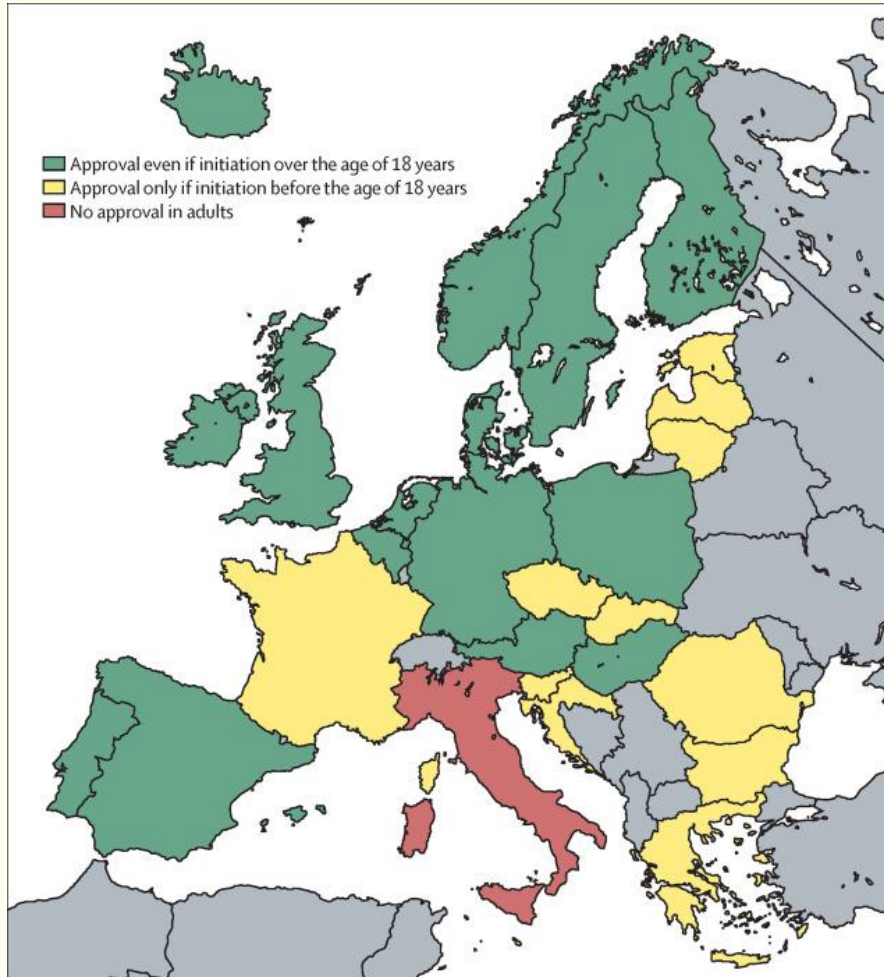 Approval even if initiation over the age of 18 years
Approval only if initiation before the age of 18 years
No approval in adults